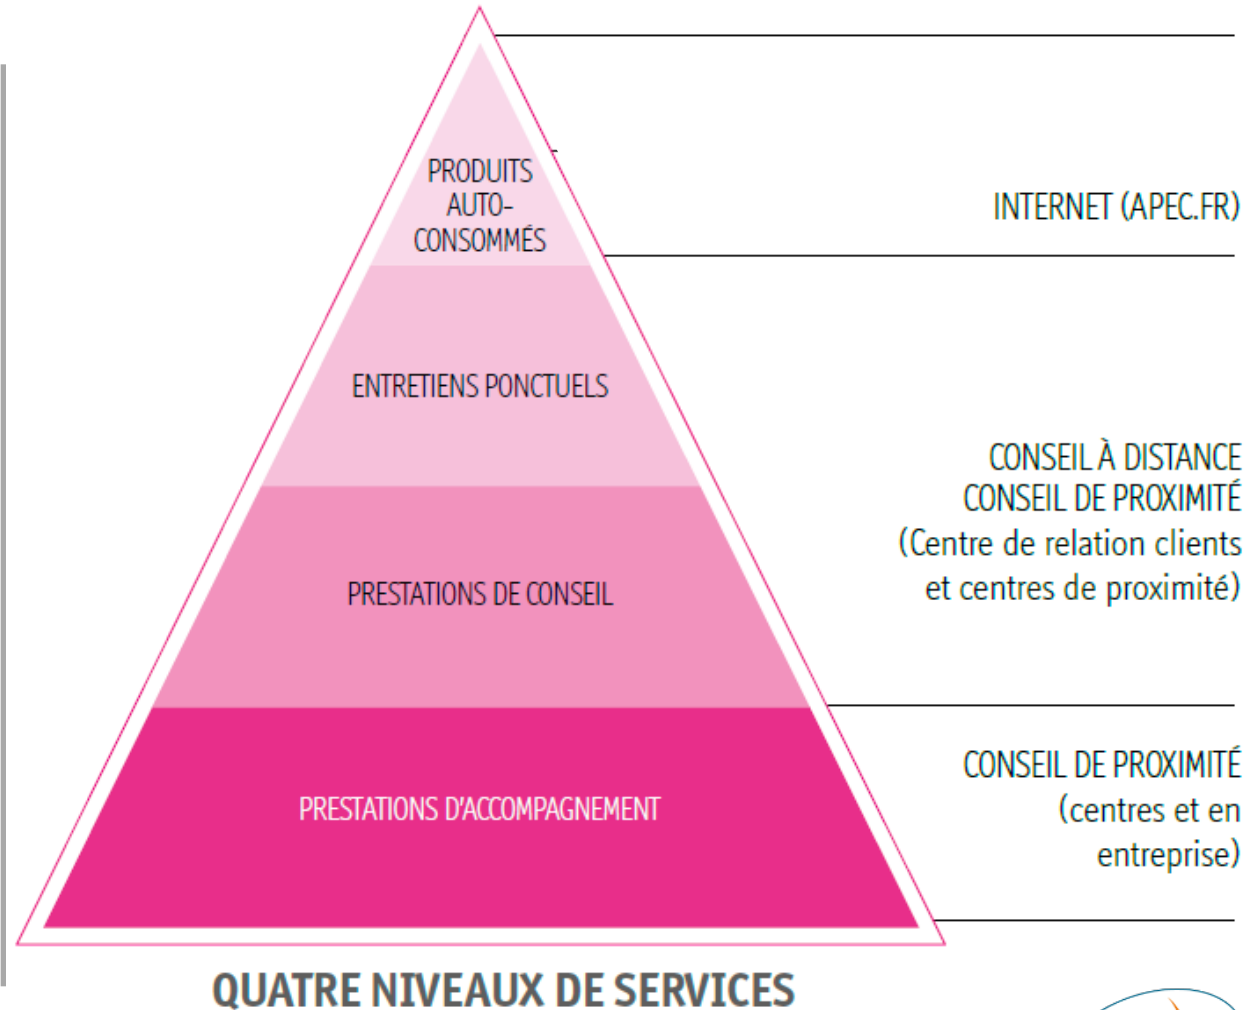 PRODUITS
AUTO-
CONSOMMÉS
INTERNET (APEC.FR)
ENTRETIENS PONCTUELS
CONSEIL À DISTANCE
CONSEIL DE PROXIMITÉ
(Centre de relation clients
et centres de proximité)
PRESTATIONS DE CONSEIL
CONSEIL DE PROXIMITÉ
(centres et en
entreprise)
PRESTATIONS D'ACCOMPAGNEMENT
QUATRE NIVEAUX DE SERVICES